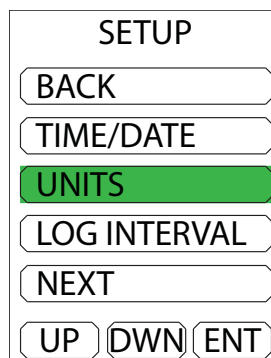 SETUP
BACK
TIME/DATE
UNITS
LOG INTERVAL
NEXT
UP DWN ENT